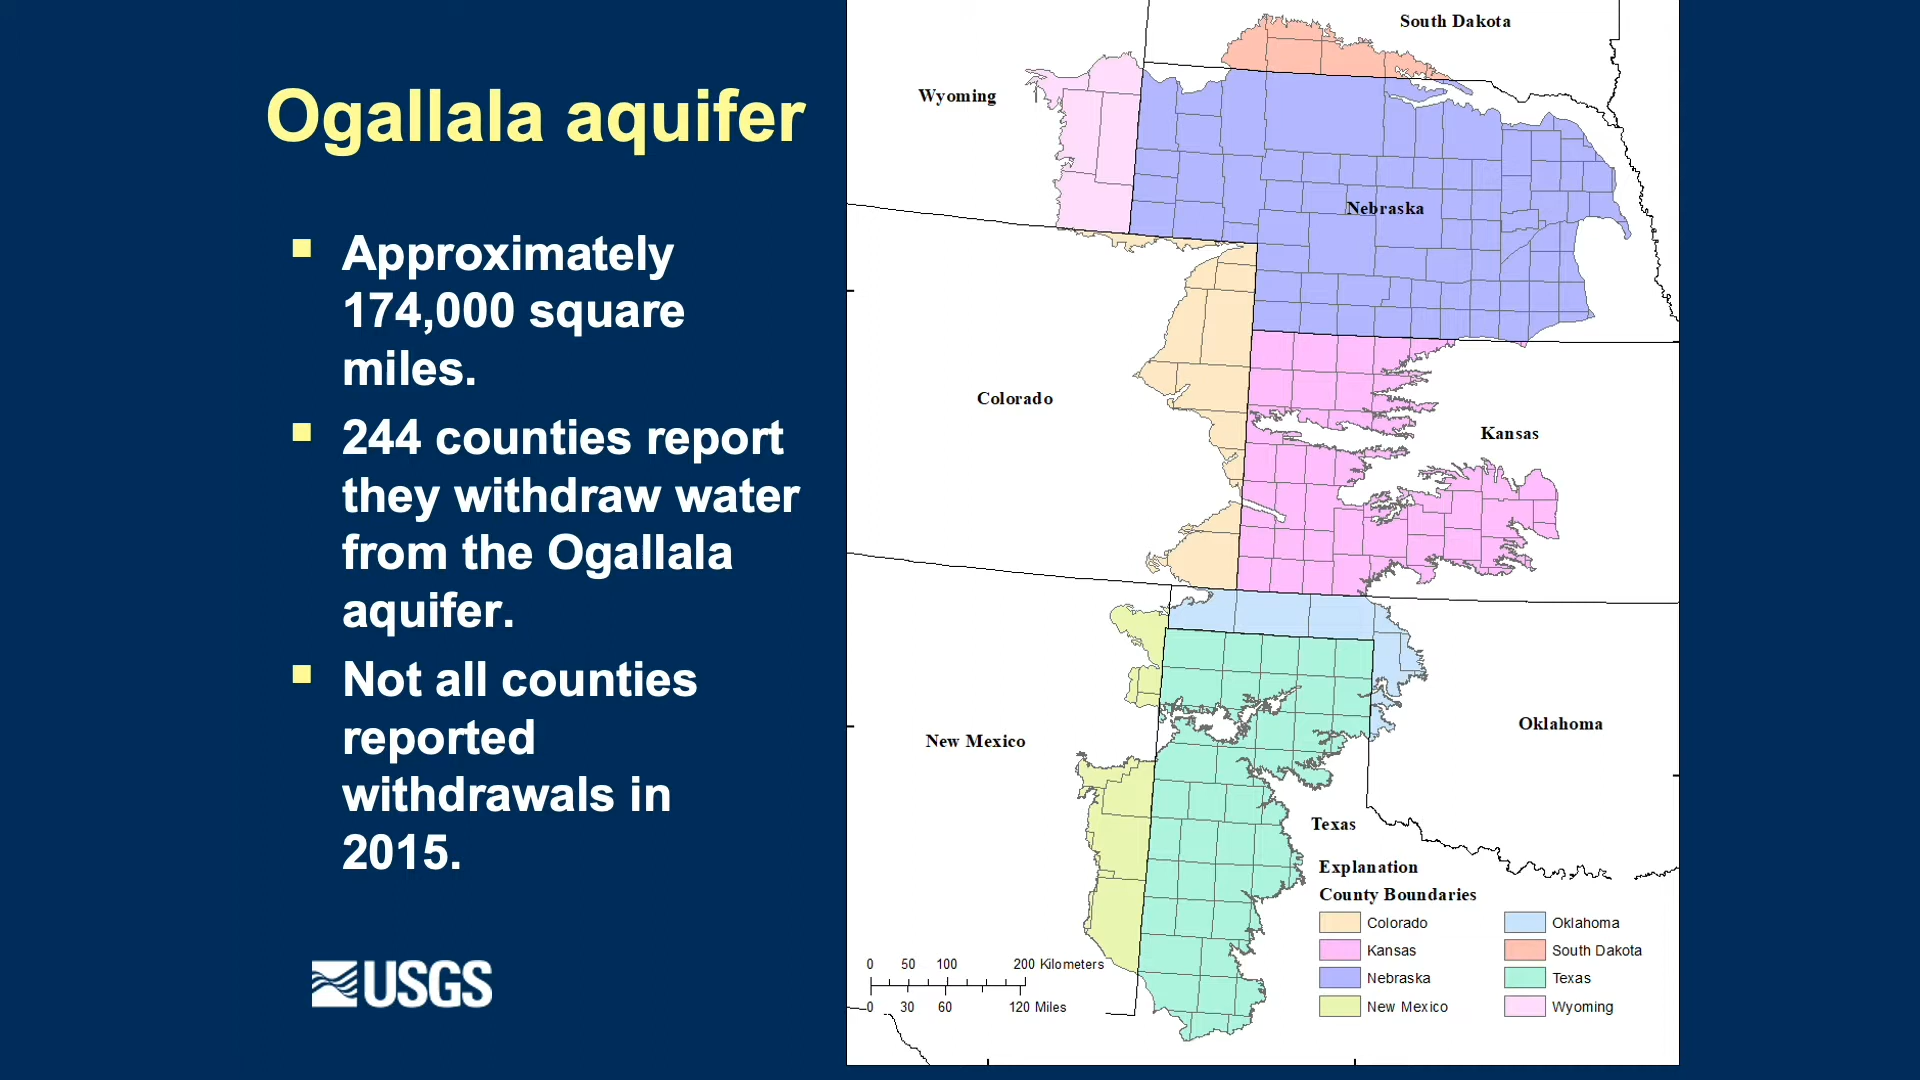 Ogallala aquifer
Approximately
174,000 square
miles.
244 counties report
they withdraw water
from the Ogallala
aquifer.
Not all counties
reported
withdrawals in
2015.
USGS
South Dakota
Wyoming
Nebraska
Colorado
Kansas
New Mexico
Oklahoma
Texas
Explanation
County Boundaries
Colorado
Kansas
Nebraska
New Mexico
Oklahoma
South Dakota
Texas
Wyoming
0 50 100 200 Kilometers
0 30 60 120 Miles